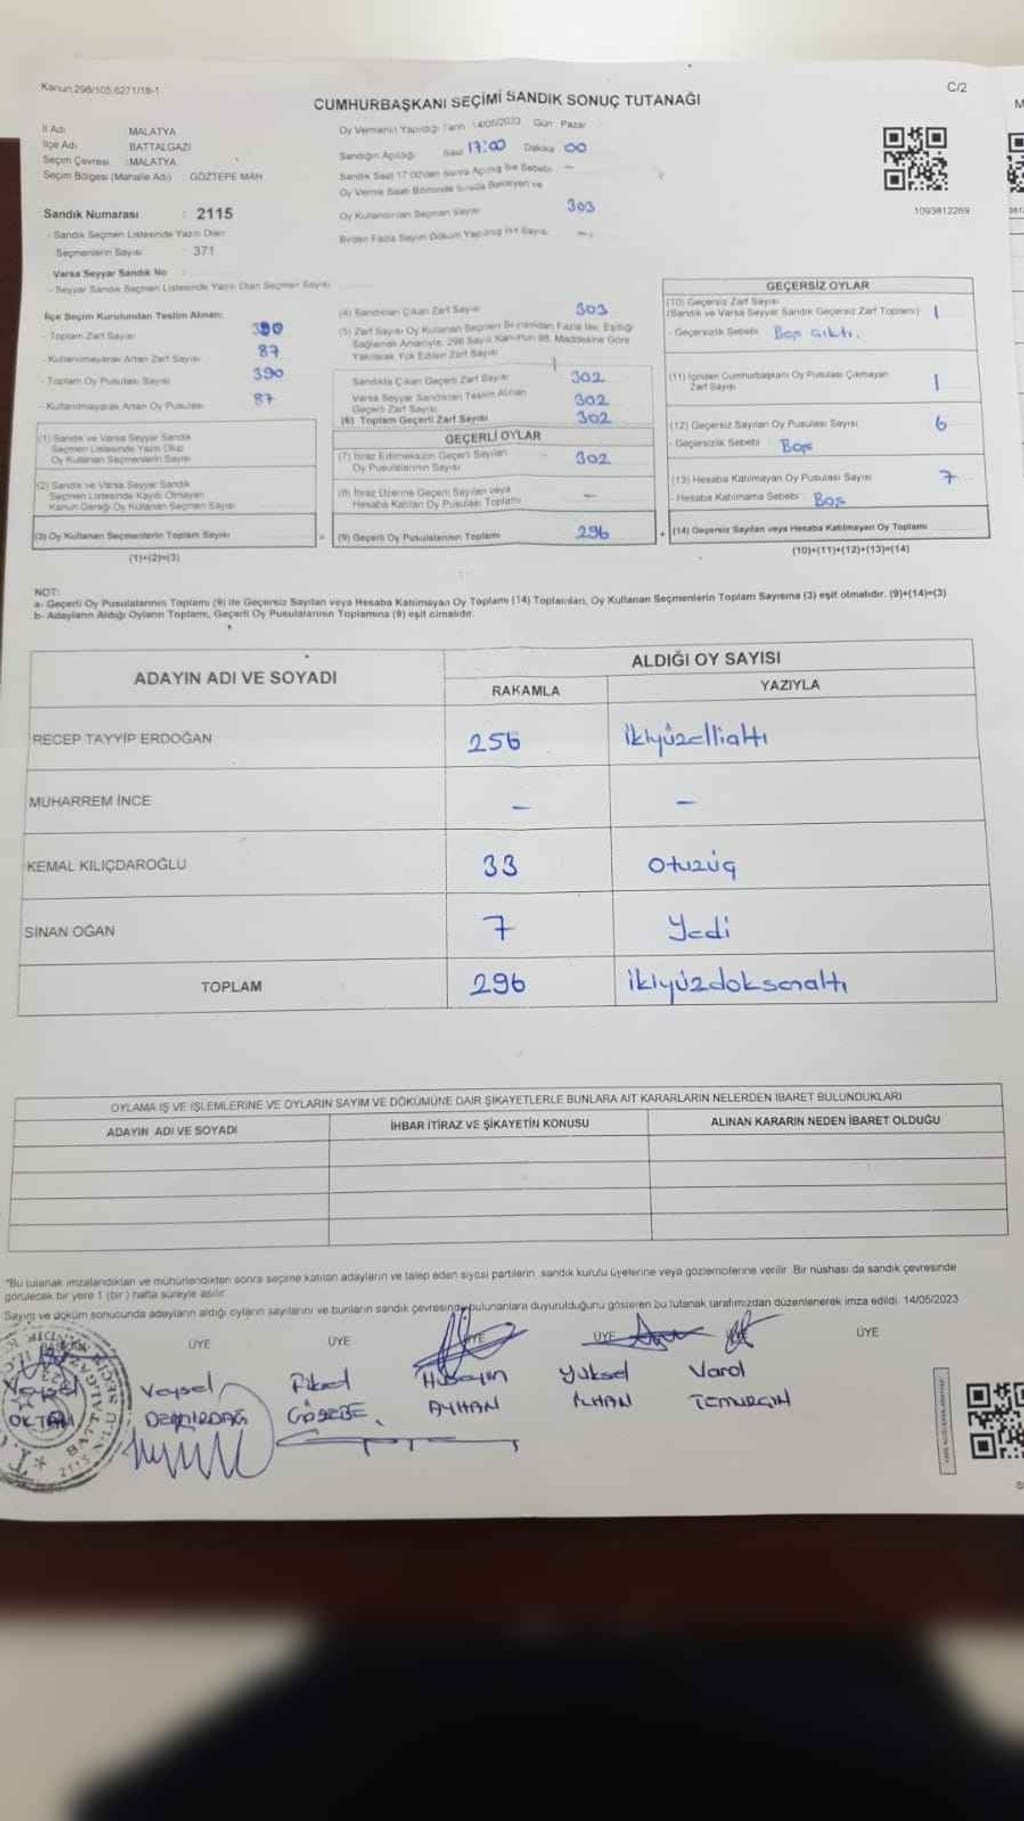 Kanun:298/105.6271/18-1
C/2
CUMHURBAŞKANI SEÇİMİ SANDIK SONUÇ TUTANAĞI
İl Adı MALATYA
İlçe Adı BATTALGAZİ
Seçim Çevresi : MALATYA
Seçim Bölgesi (Mahalle Adı) : GÖZTEPE MAH
Sandık Numarası : 2115
- Sandık Seçmen Listesinde Yazılı Olan
Seçmenlerin Sayısı : 371
Varsa Seyyar Sandık No :
- Seyyar Sandık Seçmen Listesinde Yazılı Olan Seçmen Sayısı
Oy Vermenin Yapıldığı Tarih : 14/05/2023 Gün : Pazar
Sandığın Açıldığı Saat 17:00 Dakika 00
Sandık Saat 17:00'den sonra Açılmış İse Sebebi -
Oy Verme Saati Bitiminde Sırada Bekleyen ve
Oy Kullandırılan Seçmen Sayısı 303
Birden Fazla Sayım Döküm Yapılmış İse Sayısı -
1093812269
İlçe Seçim Kurulundan Teslim Alınan:
- Toplam Zarf Sayısı 390
- Kullanılmayarak Artan Zarf Sayısı 87
- Toplam Oy Pusulası Sayısı 390
- Kullanılmayarak Artan Oy Pusulası 87
(1) Sandık ve Varsa Seyyar Sandık
Seçmen Listesinde Yazılı Olup
Oy Kullanan Seçmenlerin Sayısı
(2) Sandık ve Varsa Seyyar Sandık
Seçmen Listesinde Kayıtlı Olmayan
Kanun Gereği Oy Kullanan Seçmen Sayısı
(3) Oy Kullanan Seçmenlerin Toplam Sayısı
(1)+(2)=(3)
(4) Sandıktan Çıkan Zarf Sayısı 303
(5) Zarf Sayısı Oy Kullanan Seçmen Sayısından Fazla İse, Eşitliği
Sağlamak Amacıyla, 298 Sayılı Kanunun 98. Maddesine Göre
Yakılarak Yok Edilen Zarf Sayısı
Sandıkta Çıkan Geçerli Zarf Sayısı 302
Varsa Seyyar Sandıktan Teslim Alınan
Geçerli Zarf Sayısı 302
(6) Toplam Geçerli Zarf Sayısı 302
GEÇERLİ OYLAR
(7) İtiraz Edilmeksizin Geçerli Sayılan
Oy Pusulalarının Sayısı 302
(8) İtiraz Üzerine Geçerli Sayılan veya
Hesaba Katılan Oy Pusulası Toplamı -
(9) Geçerli Oy Pusulalarının Toplamı 296
GEÇERSİZ OYLAR
(10) Geçersiz Zarf Sayısı
(Sandık ve Varsa Seyyar Sandık Geçersiz Zarf Toplamı) 1
- Geçersizlik Sebebi Boş çıktı.
(11) İçinden Cumhurbaşkanı Oy Pusulası Çıkmayan
Zarf Sayısı 1
(12) Geçersiz Sayılan Oy Pusulası Sayısı 6
- Geçersizlik Sebebi Boş
(13) Hesaba Katılmayan Oy Pusulası Sayısı 7
- Hesaba Katılmama Sebebi Boş
(14) Geçersiz Sayılan veya Hesaba Katılmayan Oy Toplamı
(10)+(11)+(12)+(13)=(14)
NOT:
a- Geçerli Oy Pusulalarının Toplamı (9) ile Geçersiz Sayılan veya Hesaba Katılmayan Oy Toplamı (14) Toplamları, Oy Kullanan Seçmenlerin Toplam Sayısına (3) eşit olmalıdır. (9)+(14)=(3)
b- Adayların Aldığı Oyların Toplamı, Geçerli Oy Pusulalarının Toplamına (9) eşit olmalıdır.
ADAYIN ADI VE SOYADI
ALDIĞI OY SAYISI
RAKAMLA YAZIYLA
RECEP TAYYİP ERDOĞAN 256 ikiyüzelliAltı
MUHARREM İNCE - -
KEMAL KILIÇDAROĞLU 33 Otuzüç
SİNAN OĞAN 7 Yedi
TOPLAM 296 ikiyüzdoksanaltı
OYLAMA İŞ VE İŞLEMLERİNE VE OYLARIN SAYIM VE DÖKÜMÜNE DAİR ŞİKAYETLERLE BUNLARA AİT KARARLARIN NELERDEN İBARET BULUNDUKLARI
ADAYIN ADI VE SOYADI İHBAR İTİRAZ VE ŞİKAYETİN KONUSU ALINAN KARARIN NEDEN İBARET OLDUĞU
*Bu tutanak imzalandıktan ve mühürlendikten sonra seçime katılan adayların ve talep eden siyasi partilerin sandık kurulu üyelerine veya gözlemcilerine verilir. Bir nüshası da sandık çevresinde
görülecek bir yere 1 (bir) hafta süreyle asılır.
Sayım ve döküm sonucunda adayların aldığı oyların sayılarını ve bunların sandık çevresinde bulunanlara duyurulduğunu gösteren bu tutanak tarafımızdan düzenlenerek imza edildi. 14/05/2023
ÜYE ÜYE ÜYE ÜYE ÜYE
Veysel Hüseyin Yüksel Varol
OKTAY DEMİRDAĞ AYHAN İLHAN TEMURÇİN